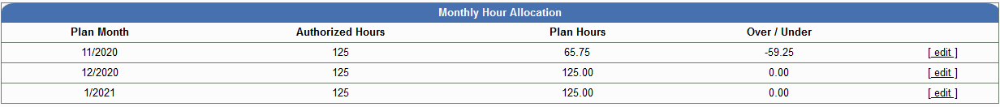 Monthly Hour Allocation
Plan Month Authorized Hours Plan Hours Over / Under
11/2020 125 65.75 -59.25 [ edit ]
12/2020 125 125.00 0.00 [ edit ]
1/2021 125 125.00 0.00 [ edit ]